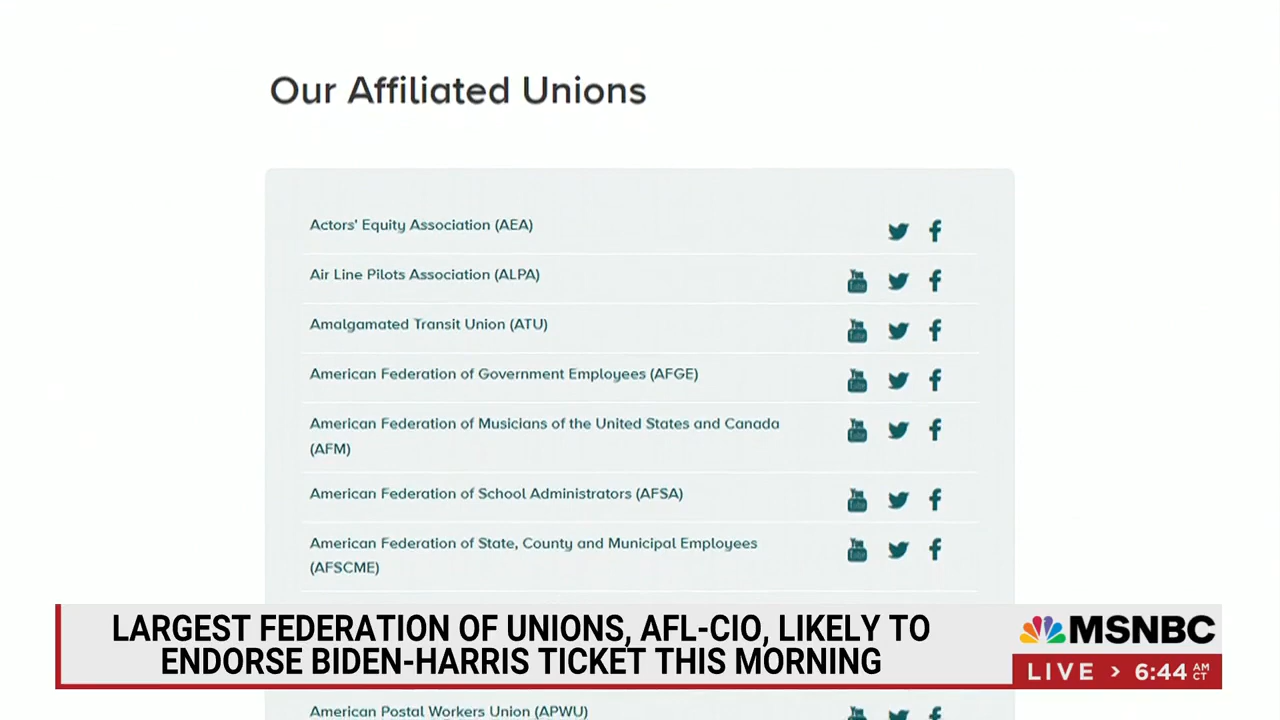 Our Affiliated Unions
Actors' Equity Association (AEA)
Air Line Pilots Association (ALPA)
Amalgamated Transit Union (ATU)
American Federation of Government Employees (AFGE)
American Federation of Musicians of the United States and Canada
(AFM)
American Federation of School Administrators (AFSA)
American Federation of State, County and Municipal Employees
(AFSCME)
LARGEST FEDERATION OF UNIONS, AFL-CIO, LIKELY TO
ENDORSE BIDEN-HARRIS TICKET THIS MORNING
MSNBC
LIVE > 6:44 AM CT
American Postal Workers Union (APWU)